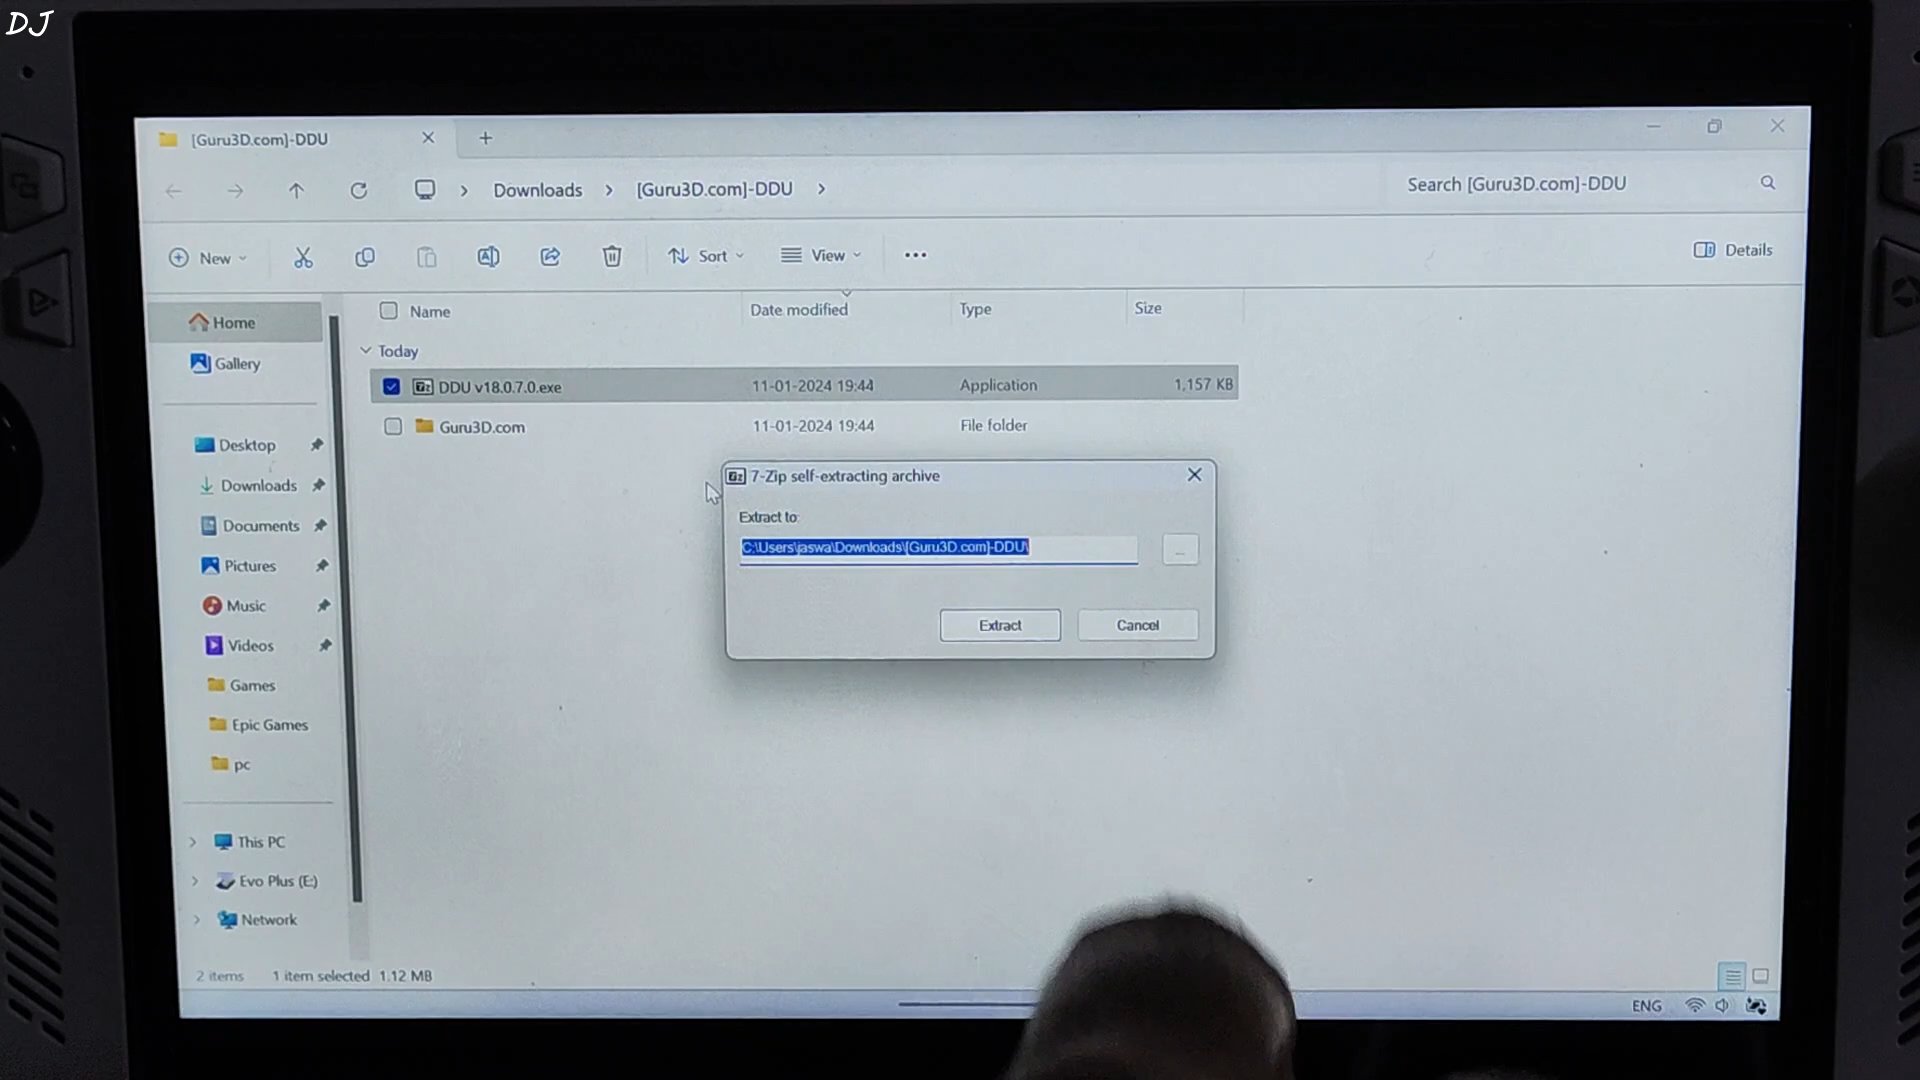 DJ
[Guru3D.com]-DDU
Downloads
[Guru3D.com]-DDU
Search [Guru3D.com]-DDU
New
Sort
View
Details
Name
Date modified
Type
Size
Home
Gallery
Desktop
Downloads
Documents
Pictures
Music
Videos
Games
Epic Games
pc
This PC
Evo Plus (E:)
Network
Today
DDU v18.0.7.0.exe
11-01-2024 19:44
Application
1,157 KB
Guru3D.com
11-01-2024 19:44
File folder
7-Zip self-extracting archive
Extract to:
C:\Users\jaswa\Downloads\[Guru3D.com]-DDU\
...
Extract
Cancel
2 items
1 item selected 1.12 MB
ENG